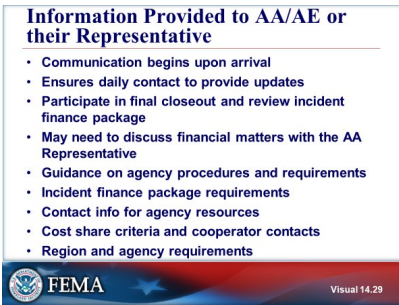 Information Provided to AA/AE or
their Representative
• Communication begins upon arrival
• Ensures daily contact to provide updates
• Participate in final closeout and review incident
finance package
• May need to discuss financial matters with the AA
Representative
• Guidance on agency procedures and requirements
• Incident finance package requirements
• Contact info for agency resources
• Cost share criteria and cooperator contacts
• Region and agency requirements
FEMA
Visual 14.29